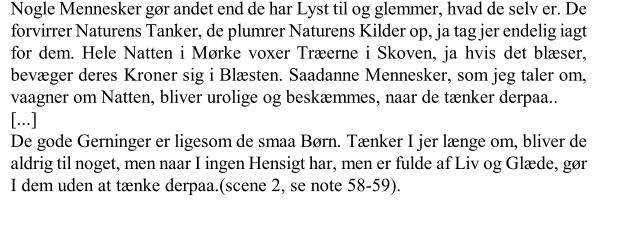 Nogle Mennesker gør andet end de har Lyst til og glemmer, hvad de selv er. De
forvirrer Naturens Tanker, de plumrer Naturens Kilder op, ja tag jer endelig iagt
for dem. Hele Natten i Mørke voxer Træerne i Skoven, ja hvis det blæser,
bevæger deres Kroner sig i Blæsten. Saadanne Mennesker, som jeg taler om,
vaagner om Natten, bliver urolige og beskæmmes, naar de tænker derpaa..
[...]
De gode Gerninger er ligesom de smaa Børn. Tænker I jer længe om, bliver de
aldrig til noget, men naar I ingen Hensigt har, men er fulde af Liv og Glæde, gør
I dem uden at tænke derpaa.(scene 2, se note 58-59).